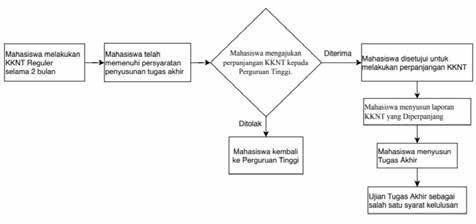 Mahasiswa melakukan
KKNT Reguler
selama 2 bulan
Mahasiswa telah
memenuhi persyaratan
penyusunan tugas akhir
Mahasiswa mengajukan
perpanjangan KKNT kepada
Perguruan Tinggi.
Diterima
Mahasiswa disetujui untuk
melakukan perpanjangan KKNT
Ditolak
Mahasiswa kembali
ke Perguruan Tinggi
Mahasiswa menyusun laporan
KKNT yang Diperpanjang
Mahasiswa menyusun
Tugas Akhir
Ujian Tugas Akhir sebagai
salah satu syarat kelulusan